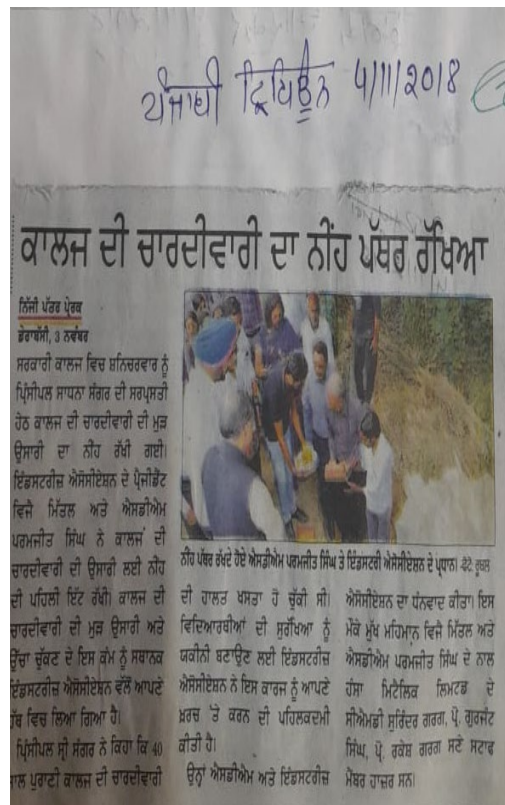 ਪੰਜਾਬੀ ਟ੍ਰਿਬਿਊਨ 5/11/2018
ਕਾਲਜ ਦੀ ਚਾਰਦੀਵਾਰੀ ਦਾ ਨੀਂਹ ਪੱਥਰ ਰੱਖਿਆ
ਨਿੱਜੀ ਪੱਤਰ ਪ੍ਰੇਰਕ
ਡੇਰਾਬੱਸੀ, 3 ਨਵੰਬਰ
ਸਰਕਾਰੀ ਕਾਲਜ ਵਿਚ ਸ਼ਨਿਚਰਵਾਰ ਨੂੰ
ਪ੍ਰਿੰਸੀਪਲ ਸਾਧਨਾ ਸੰਗਰ ਦੀ ਸਰਪ੍ਰਸਤੀ
ਹੇਠ ਕਾਲਜ ਦੀ ਚਾਰਦੀਵਾਰੀ ਦੀ ਮੁੜ
ਉਸਾਰੀ ਦਾ ਨੀਂਹ ਰੱਖੀ ਗਈ।
ਇੰਡਸਟਰੀਜ਼ ਐਸੋਸੀਏਸ਼ਨ ਦੇ ਪ੍ਰੈਜੀਡੈਂਟ
ਵਿਜੈ ਮਿੱਤਲ ਅਤੇ ਐਸਡੀਐਮ
ਪਰਮਜੀਤ ਸਿੰਘ ਨੇ ਕਾਲਜ ਦੀ
ਚਾਰਦੀਵਾਰੀ ਦੀ ਉਸਾਰੀ ਲਈ ਨੀਂਹ
ਦੀ ਪਹਿਲੀ ਇੱਟ ਰੱਖੀ। ਕਾਲਜ ਦੀ
ਚਾਰਦੀਵਾਰੀ ਦੀ ਮੁੜ ਉਸਾਰੀ ਅਤੇ
ਉੱਚਾ ਚੁੱਕਣ ਦੇ ਇਸ ਕੰਮ ਨੂੰ ਸਥਾਨਕ
ਇੰਡਸਟਰੀਜ਼ ਐਸੋਸੀਏਸ਼ਨ ਵੱਲੋਂ ਆਪਣੇ
ਹੱਥ ਵਿਚ ਲਿਆ ਗਿਆ ਹੈ।
ਪ੍ਰਿੰਸੀਪਲ ਸ੍ਰੀ ਸੰਗਰ ਨੇ ਕਿਹਾ ਕਿ 40
ਸਾਲ ਪੁਰਾਣੀ ਕਾਲਜ ਦੀ ਚਾਰਦੀਵਾਰੀ
ਨੀਂਹ ਪੱਥਰ ਰੱਖਦੇ ਹੋਏ ਐਸਡੀਐਮ ਪਰਮਜੀਤ ਸਿੰਘ ਤੇ ਇੰਡਸਟਰੀ ਐਸੋਸੀਏਸ਼ਨ ਦੇ ਪ੍ਰਧਾਨ। -ਫੋਟੋ: ਰੂਬਲ
ਦੀ ਹਾਲਤ ਖਸਤਾ ਹੋ ਚੁੱਕੀ ਸੀ।
ਵਿਦਿਆਰਥੀਆਂ ਦੀ ਸੁਰੱਖਿਆ ਨੂੰ
ਯਕੀਨੀ ਬਣਾਉਣ ਲਈ ਇੰਡਸਟਰੀਜ਼
ਐਸੋਸੀਏਸ਼ਨ ਨੇ ਇਸ ਕਾਰਜ ਨੂੰ ਆਪਣੇ
ਖ਼ਰਚ 'ਤੇ ਕਰਨ ਦੀ ਪਹਿਲਕਦਮੀ
ਕੀਤੀ ਹੈ।
ਉਨ੍ਹਾਂ ਐਸਡੀਐਮ ਅਤੇ ਇੰਡਸਟਰੀਜ਼
ਐਸੋਸੀਏਸ਼ਨ ਦਾ ਧੰਨਵਾਦ ਕੀਤਾ। ਇਸ
ਮੌਕੇ ਮੁੱਖ ਮਹਿਮਾਨ ਵਿਜੈ ਮਿੱਤਲ ਅਤੇ
ਐਸਡੀਐਮ ਪਰਮਜੀਤ ਸਿੰਘ ਦੇ ਨਾਲ
ਹੰਸਾ ਮਿਟੈਲਿਕ ਲਿਮਟਡ ਦੇ
ਸੀਐਮਡੀ ਸੁਰਿੰਦਰ ਗਰਗ, ਪ੍ਰੋ. ਗੁਰਜੰਟ
ਸਿੰਘ, ਪ੍ਰੋ. ਰਕੇਸ਼ ਗਰਗ ਸਣੇ ਸਟਾਫ
ਮੈਂਬਰ ਹਾਜ਼ਰ ਸਨ।